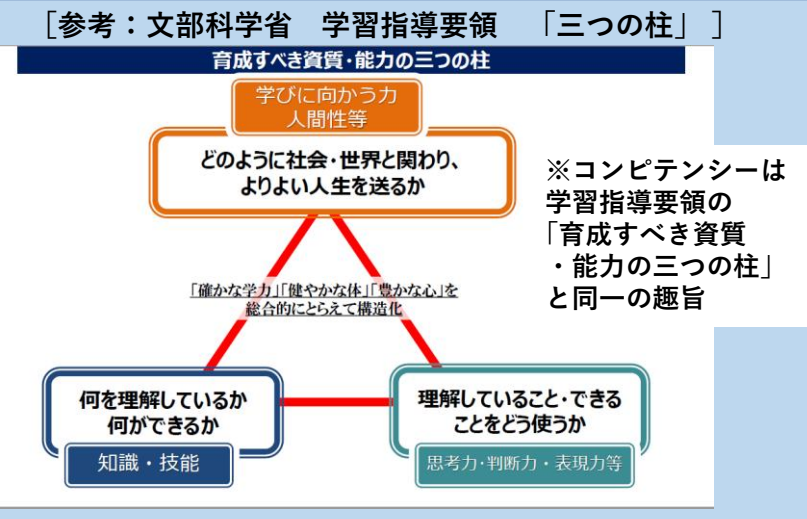 ［参考：文部科学省　学習指導要領　「三つの柱」］
育成すべき資質・能力の三つの柱
学びに向かう力
人間性等
どのように社会・世界と関わり、
よりよい人生を送るか
※コンピテンシーは
学習指導要領の
「育成すべき資質
・能力の三つの柱」
と同一の趣旨
「確かな学力」「健やかな体」「豊かな心」を
総合的にとらえて構造化
何を理解しているか
何ができるか
知識・技能
理解していること・できる
ことをどう使うか
思考力・判断力・表現力等